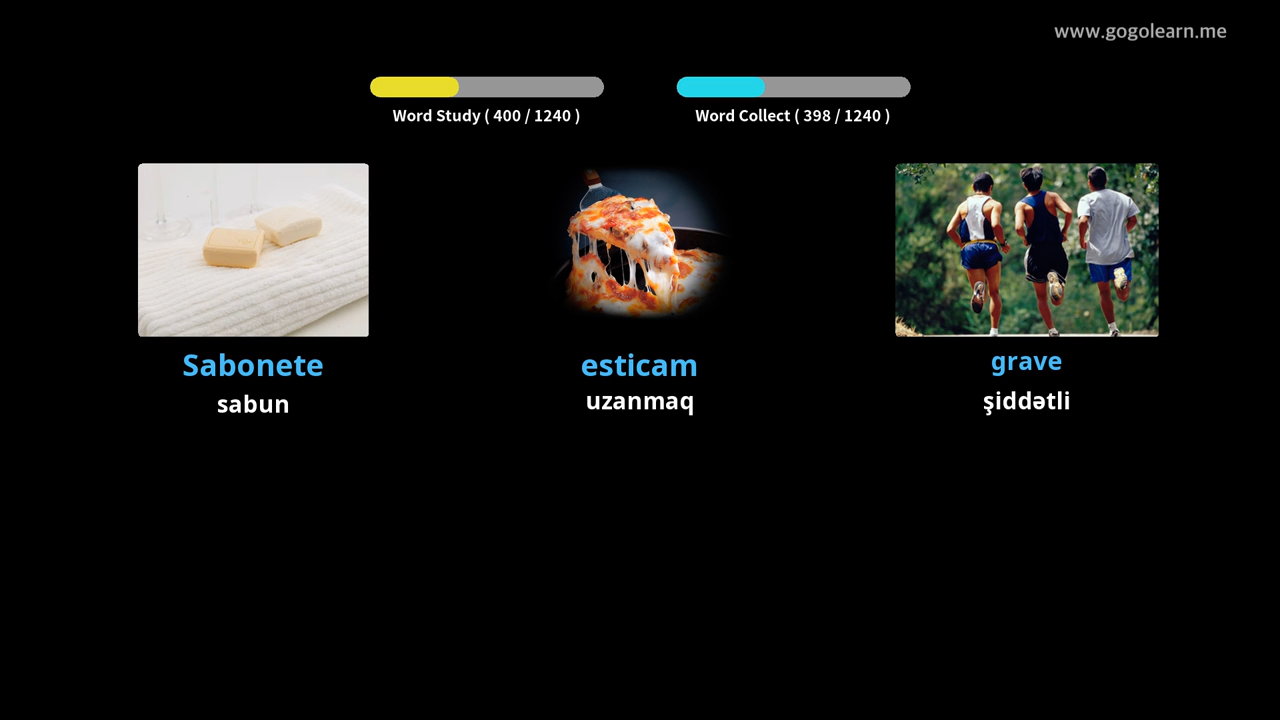 www.gogolearn.me
Word Study ( 400 / 1240 )
Word Collect ( 398 / 1240 )
Sabonete
sabun
esticam
uzanmaq
grave
şiddətli